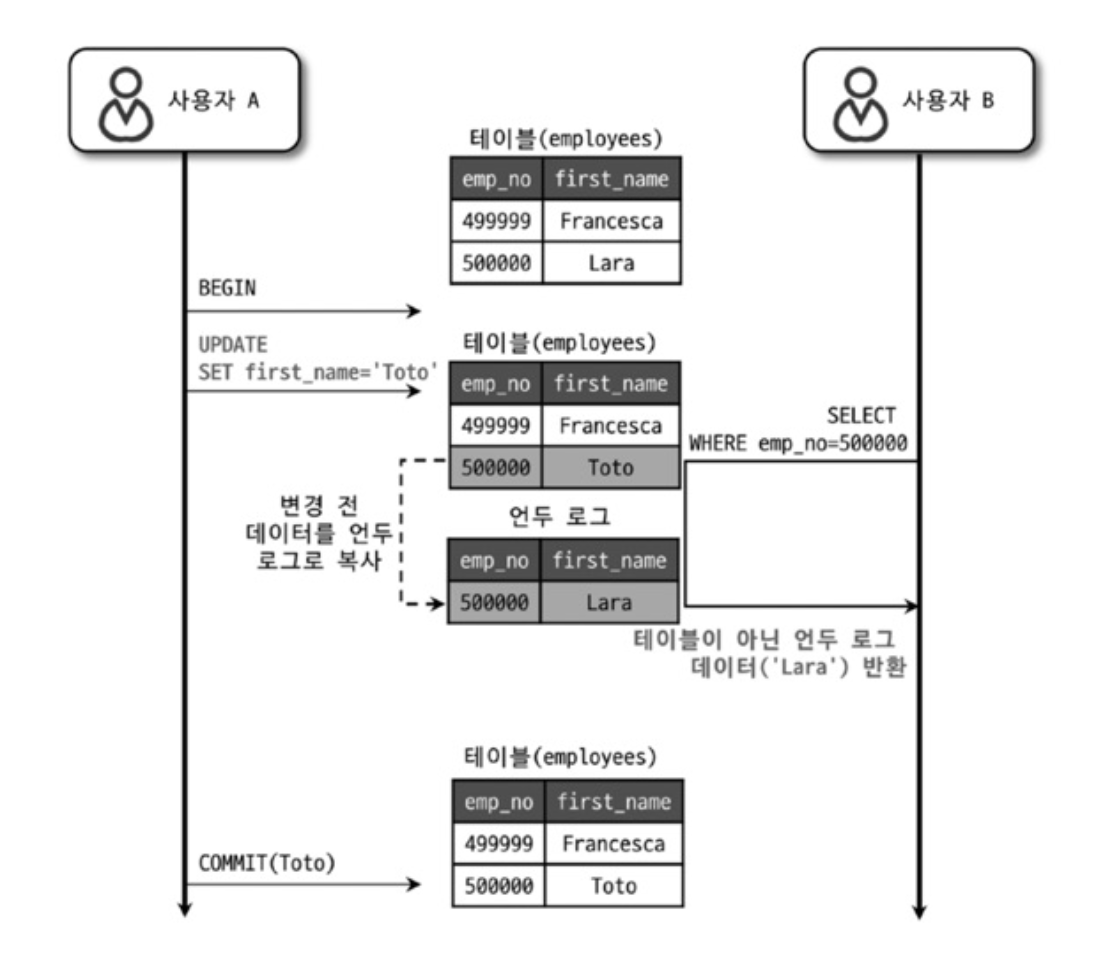 사용자 A
사용자 B
테이블(employees)
emp_no first_name
499999 Francesca
500000 Lara
BEGIN
UPDATE
SET first_name='Toto'
테이블(employees)
emp_no first_name
499999 Francesca
500000 Toto
SELECT
WHERE emp_no=500000
변경 전
데이터를 언두
로그로 복사
언두 로그
emp_no first_name
500000 Lara
테이블이 아닌 언두 로그
데이터('Lara') 반환
테이블(employees)
emp_no first_name
499999 Francesca
500000 Toto
COMMIT(Toto)